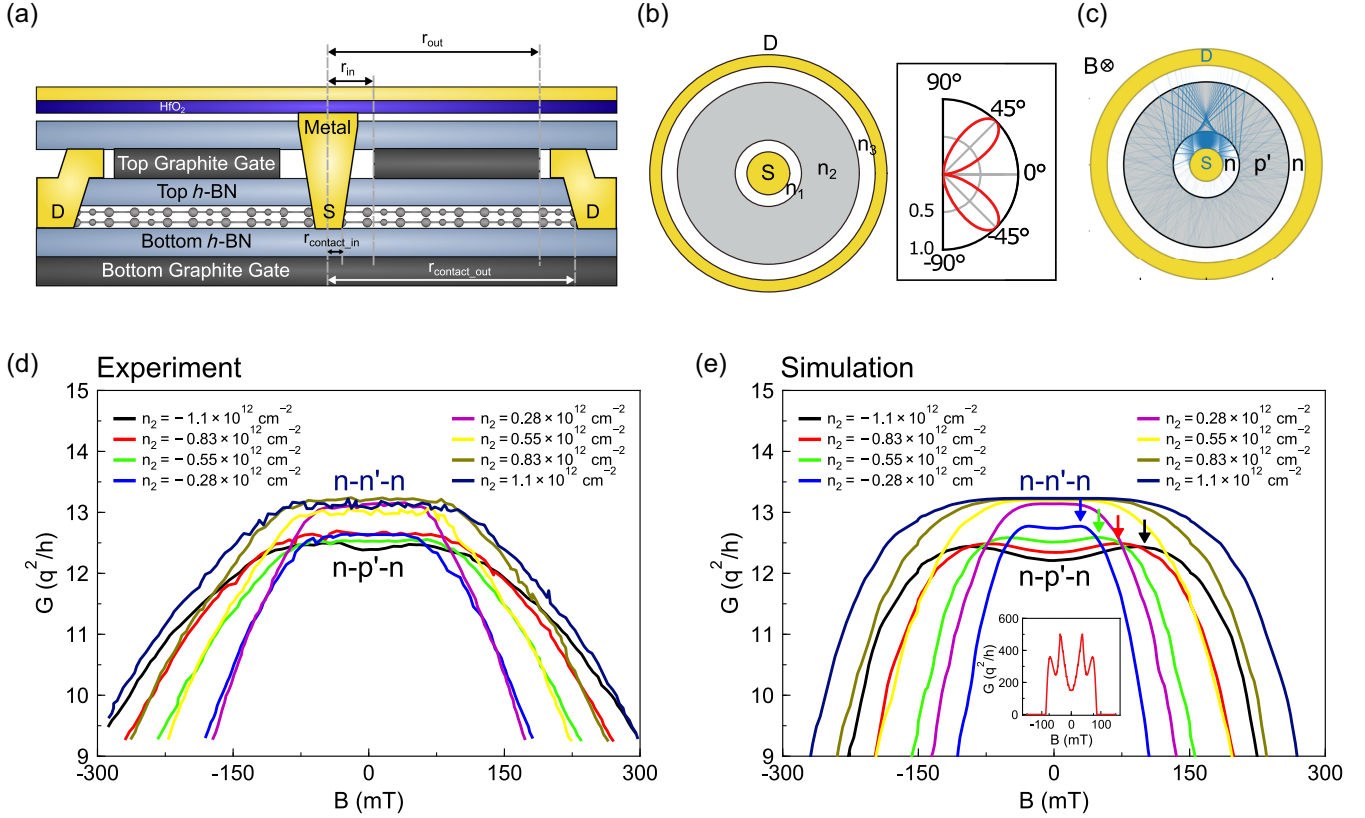 (a)
r_out
r_in
HfO₂
Metal
Top Graphite Gate
D
Top h-BN
S
D
Bottom h-BN
r_contact_in
Bottom Graphite Gate
r_contact_out
(b)
D
S
n₁
n₂
n₃
90°
45°
0°
0.5
-45°
1.0
-90°
(c)
B⊗
D
S
n
p'
n
(d)
Experiment
15
14
13
12
11
10
9
G (q²/h)
n₂ = − 1.1 × 10¹² cm⁻²
n₂ = − 0.83 × 10¹² cm⁻²
n₂ = − 0.55 × 10¹² cm⁻²
n₂ = − 0.28 × 10¹² cm⁻²
n₂ = 0.28 × 10¹² cm⁻²
n₂ = 0.55 × 10¹² cm⁻²
n₂ = 0.83 × 10¹² cm⁻²
n₂ = 1.1 × 10¹² cm⁻²
n-n'-n
n-p'-n
-300
-150
0
150
300
B (mT)
(e)
Simulation
15
14
13
12
11
10
9
G (q²/h)
n₂ = − 1.1 × 10¹² cm⁻²
n₂ = − 0.83 × 10¹² cm⁻²
n₂ = − 0.55 × 10¹² cm⁻²
n₂ = − 0.28 × 10¹² cm⁻²
n₂ = 0.28 × 10¹² cm⁻²
n₂ = 0.55 × 10¹² cm⁻²
n₂ = 0.83 × 10¹² cm⁻²
n₂ = 1.1 × 10¹² cm⁻²
n-n'-n
n-p'-n
600
400
200
0
G (q²/h)
-100
0
100
B (mT)
-300
-150
0
150
300
B (mT)